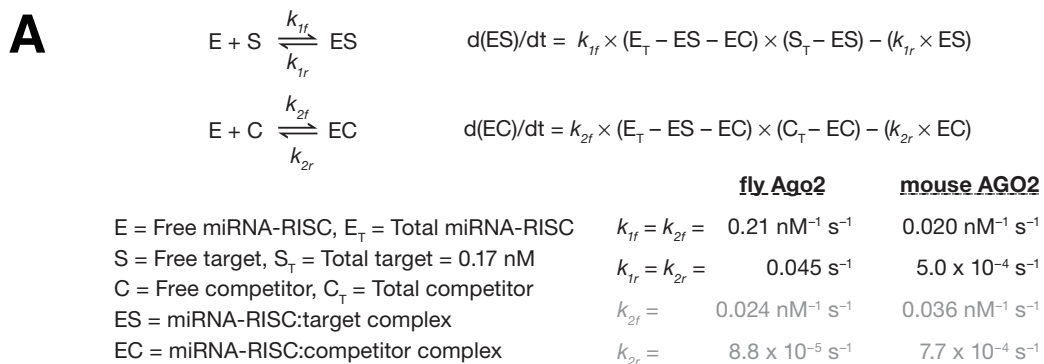 A
k1f
E + S ⇌ ES d(ES)/dt = k1f × (ET – ES – EC) × (ST – ES) – (k1r × ES)
k1r
k2f
E + C ⇌ EC d(EC)/dt = k2f × (ET – ES – EC) × (CT – EC) – (k2r × EC)
k2r
fly Ago2 mouse AGO2
E = Free miRNA-RISC, ET = Total miRNA-RISC k1f = k2f = 0.21 nM⁻¹ s⁻¹ 0.020 nM⁻¹ s⁻¹
S = Free target, ST = Total target = 0.17 nM k1r = k2r = 0.045 s⁻¹ 5.0 x 10⁻⁴ s⁻¹
C = Free competitor, CT = Total competitor
ES = miRNA-RISC:target complex k2f = 0.024 nM⁻¹ s⁻¹ 0.036 nM⁻¹ s⁻¹
EC = miRNA-RISC:competitor complex k2r = 8.8 x 10⁻⁵ s⁻¹ 7.7 x 10⁻⁴ s⁻¹